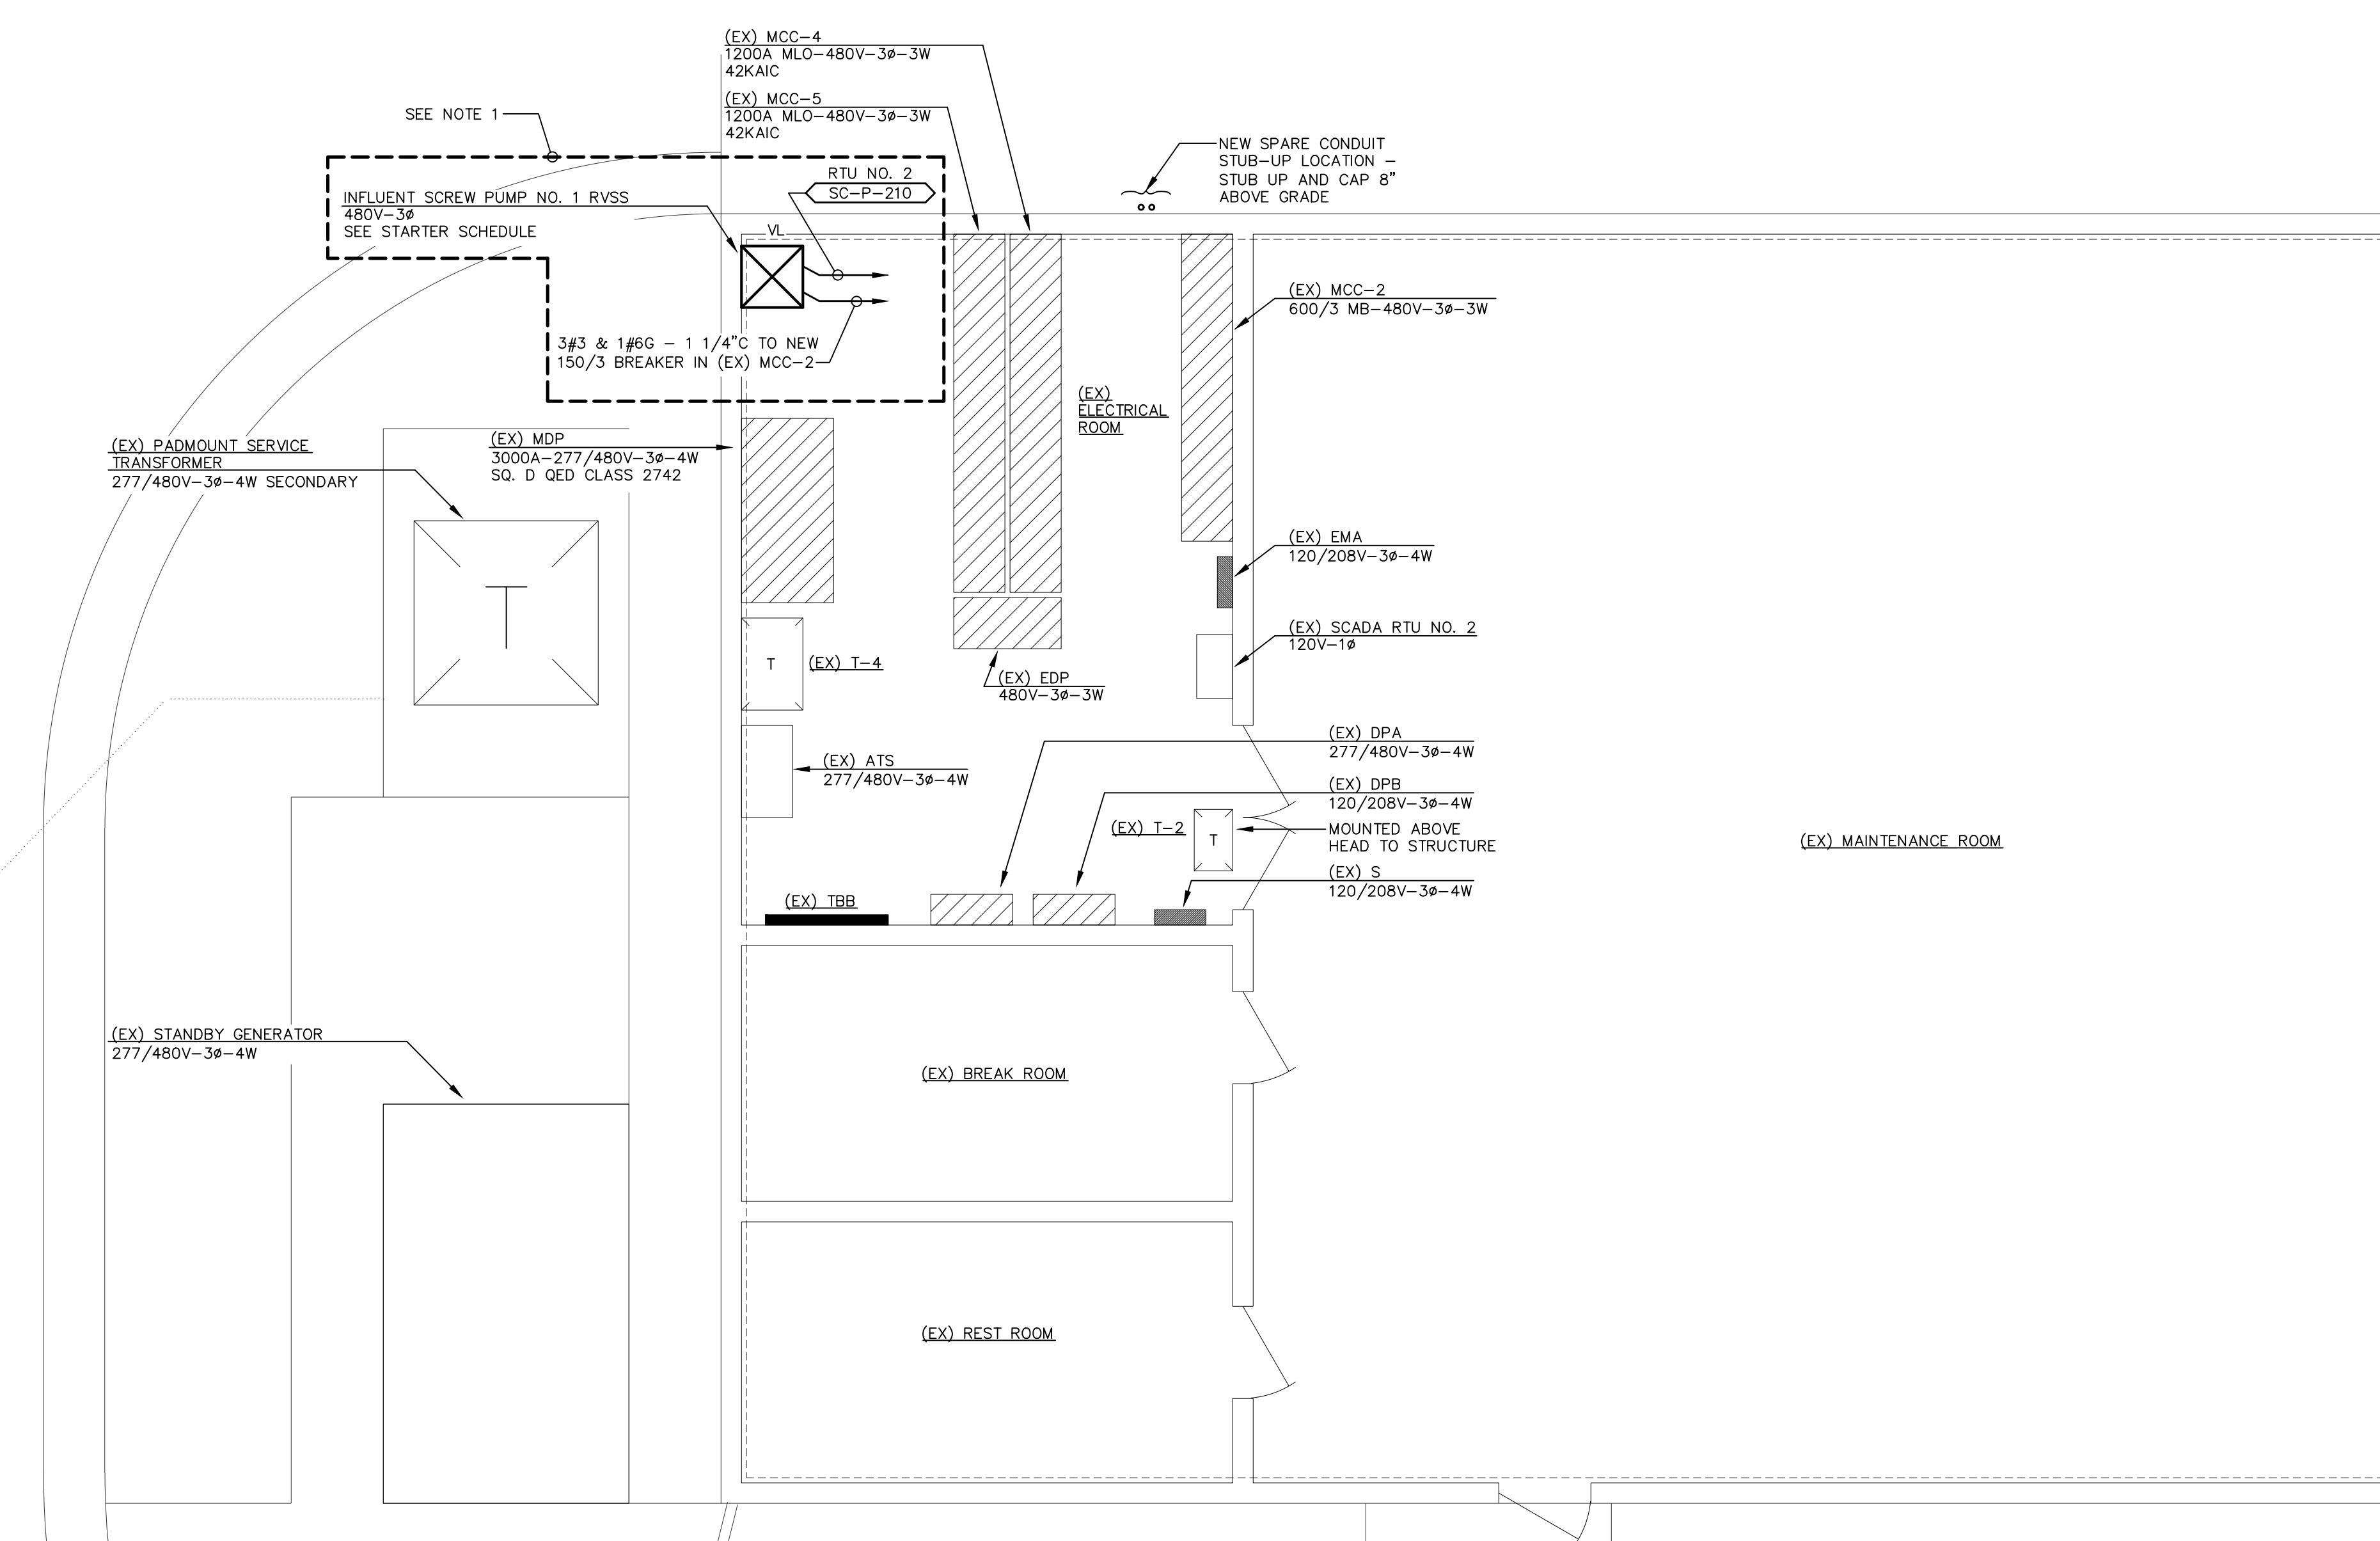 (EX) MCC-4
1200A MLO-480V-3ø-3W
42KAIC
(EX) MCC-5
1200A MLO-480V-3ø-3W
42KAIC
SEE NOTE 1
NEW SPARE CONDUIT
STUB-UP LOCATION -
STUB UP AND CAP 8"
ABOVE GRADE
RTU NO. 2
SC-P-210
INFLUENT SCREW PUMP NO. 1 RVSS
480V-3ø
SEE STARTER SCHEDULE
VL
(EX) MCC-2
600/3 MB-480V-3ø-3W
3#3 & 1#6G - 1 1/4"C TO NEW
150/3 BREAKER IN (EX) MCC-2
(EX)
ELECTRICAL
ROOM
(EX) PADMOUNT SERVICE
TRANSFORMER
277/480V-3ø-4W SECONDARY
(EX) MDP
3000A-277/480V-3ø-4W
SQ. D QED CLASS 2742
T
(EX) EMA
120/208V-3ø-4W
(EX) SCADA RTU NO. 2
120V-1ø
T
(EX) T-4
(EX) EDP
480V-3ø-3W
(EX) DPA
277/480V-3ø-4W
(EX) ATS
277/480V-3ø-4W
(EX) DPB
120/208V-3ø-4W
(EX) T-2
T
MOUNTED ABOVE
HEAD TO STRUCTURE
(EX) MAINTENANCE ROOM
(EX) S
120/208V-3ø-4W
(EX) TBB
(EX) STANDBY GENERATOR
277/480V-3ø-4W
(EX) BREAK ROOM
(EX) REST ROOM